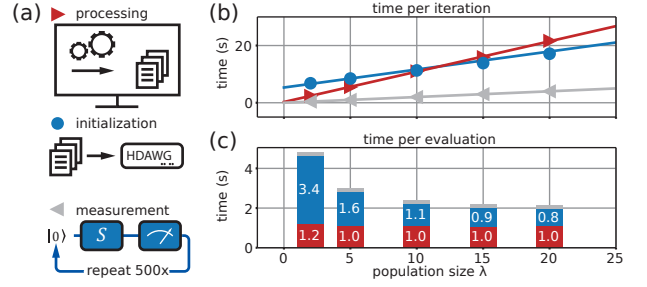 (a)
processing
initialization
HDAWG
measurement
|0⟩
S
repeat 500x
(b)
time per iteration
time (s)
20
0
(c)
time per evaluation
time (s)
4
2
0
3.4
1.6
1.1
0.9
0.8
1.2
1.0
1.0
1.0
1.0
0
5
10
15
20
25
population size λ